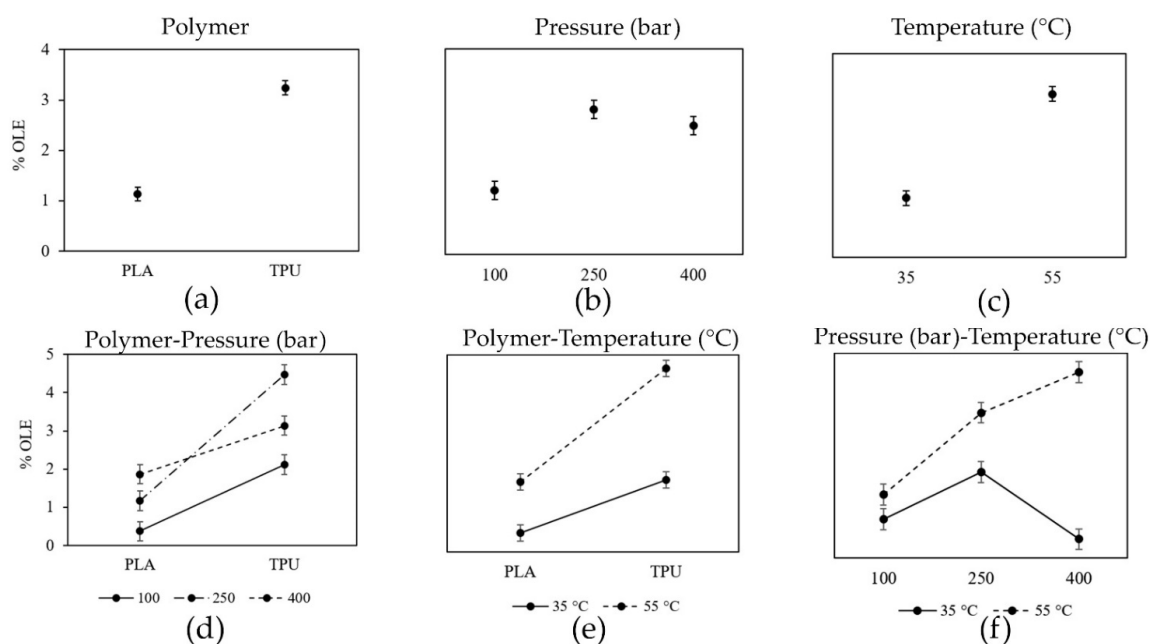 Polymer
% OLE
4
3
2
1
0
PLA TPU
(a)
Pressure (bar)
100 250 400
(b)
Temperature (°C)
35 55
(c)
Polymer-Pressure (bar)
% OLE
5
4
3
2
1
0
PLA TPU
100 250 400
(d)
Polymer-Temperature (°C)
PLA TPU
35 °C 55 °C
(e)
Pressure (bar)-Temperature (°C)
100 250 400
35 °C 55 °C
(f)